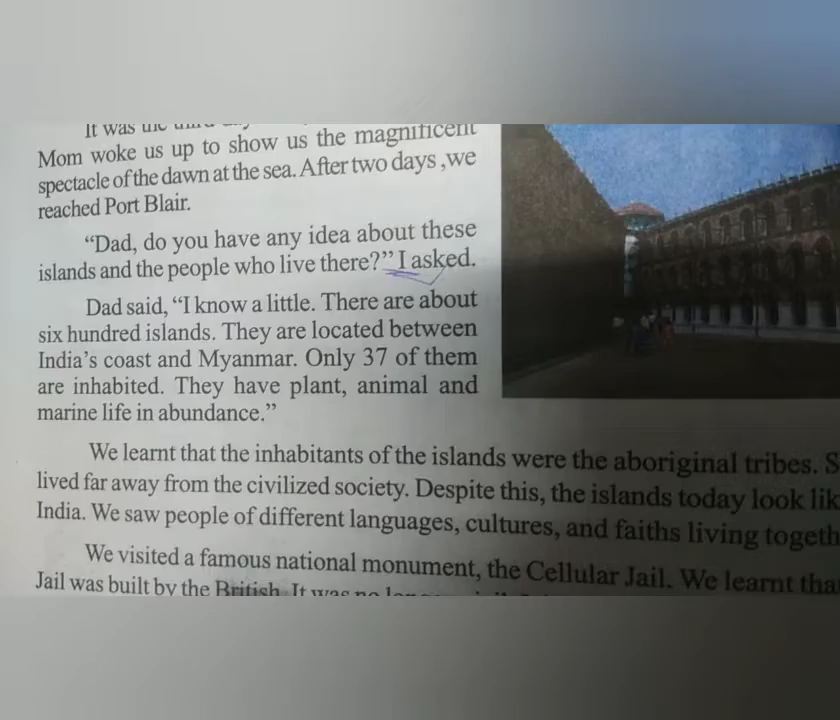 It was the third
Mom woke us up to show us the magnificent
spectacle of the dawn at the sea. After two days ,we
reached Port Blair.
“Dad, do you have any idea about these
islands and the people who live there?” I asked.
Dad said, “I know a little. There are about
six hundred islands. They are located between
India’s coast and Myanmar. Only 37 of them
are inhabited. They have plant, animal and
marine life in abundance.”
We learnt that the inhabitants of the islands were the aboriginal tribes. S
lived far away from the civilized society. Despite this, the islands today look lik
India. We saw people of different languages, cultures, and faiths living togeth
We visited a famous national monument, the Cellular Jail. We learnt tha
Jail was built by the British. It was no